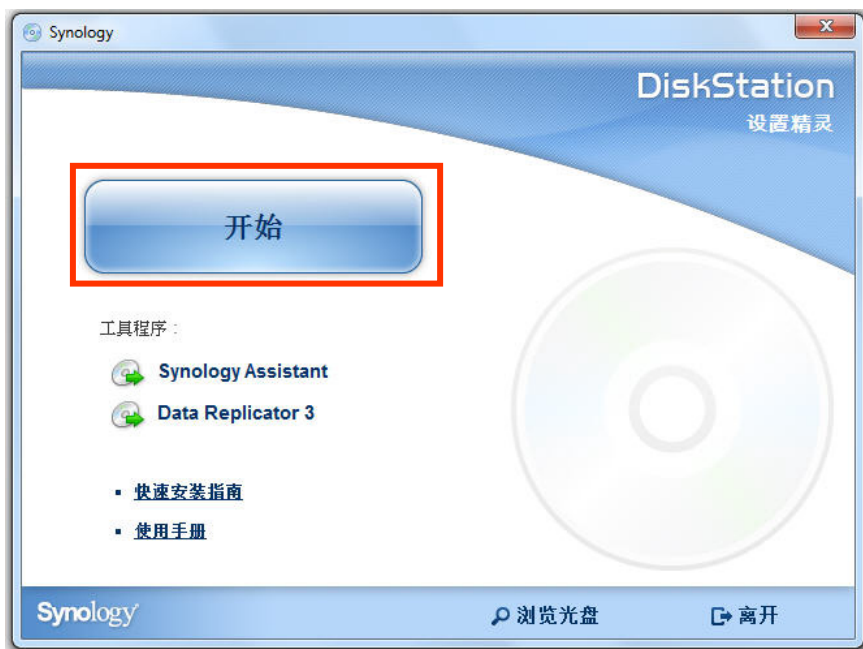 Synology
DiskStation
设置精灵
开始
工具程序：
Synology Assistant
Data Replicator 3
快速安装指南
使用手册
Synology
浏览光盘
离开